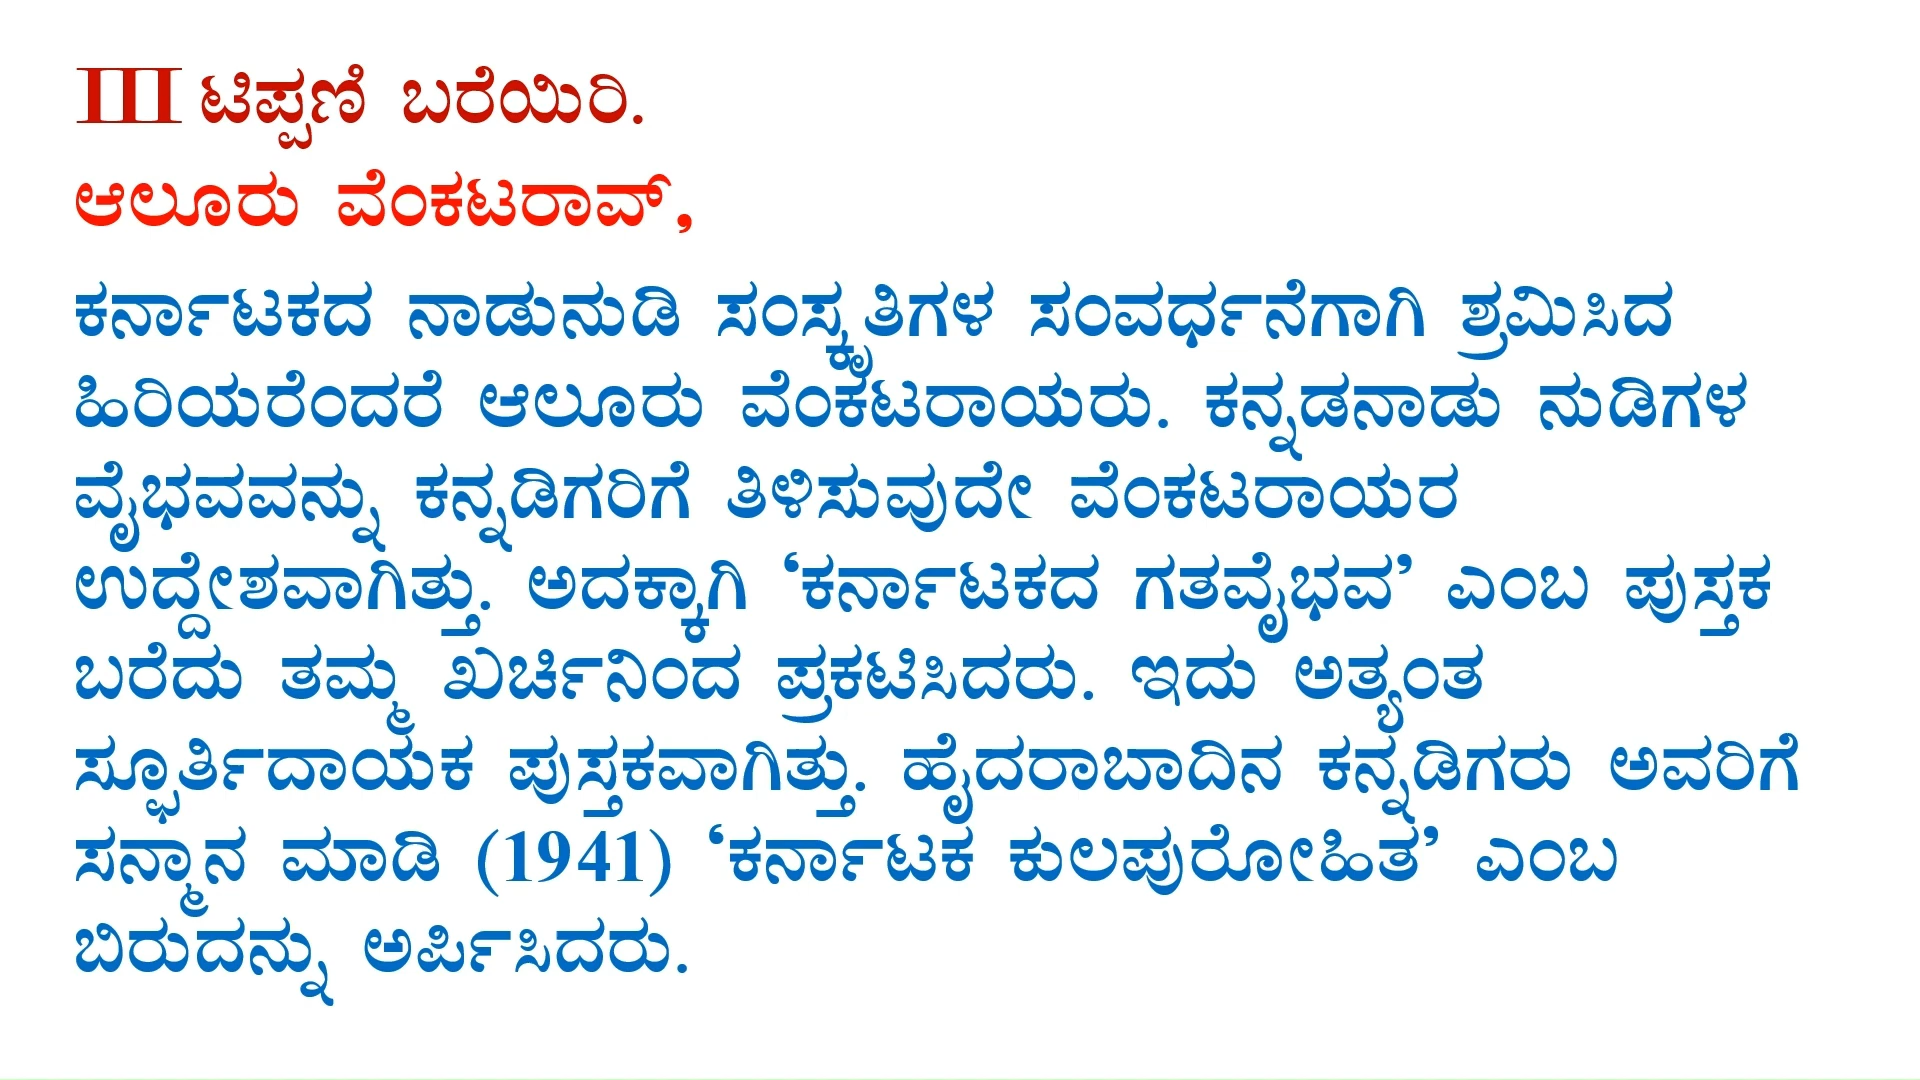 III ಟಿಪ್ಪಣಿ ಬರೆಯಿರಿ.
ಆಲೂರು ವೆಂಕಟರಾವ್,
ಕರ್ನಾಟಕದ ನಾಡುನುಡಿ ಸಂಸ್ಕೃತಿಗಳ ಸಂವರ್ಧನೆಗಾಗಿ ಶ್ರಮಿಸಿದ
ಹಿರಿಯರೆಂದರೆ ಆಲೂರು ವೆಂಕಟರಾಯರು. ಕನ್ನಡನಾಡು ನುಡಿಗಳ
ವೈಭವವನ್ನು ಕನ್ನಡಿಗರಿಗೆ ತಿಳಿಸುವುದೇ ವೆಂಕಟರಾಯರ
ಉದ್ದೇಶವಾಗಿತ್ತು. ಅದಕ್ಕಾಗಿ ‘ಕರ್ನಾಟಕದ ಗತವೈಭವ’ ಎಂಬ ಪುಸ್ತಕ
ಬರೆದು ತಮ್ಮ ಖರ್ಚಿನಿಂದ ಪ್ರಕಟಿಸಿದರು. ಇದು ಅತ್ಯಂತ
ಸ್ಫೂರ್ತಿದಾಯಕ ಪುಸ್ತಕವಾಗಿತ್ತು. ಹೈದರಾಬಾದಿನ ಕನ್ನಡಿಗರು ಅವರಿಗೆ
ಸನ್ಮಾನ ಮಾಡಿ (1941) ‘ಕರ್ನಾಟಕ ಕುಲಪುರೋಹಿತ’ ಎಂಬ
ಬಿರುದನ್ನು ಅರ್ಪಿಸಿದರು.